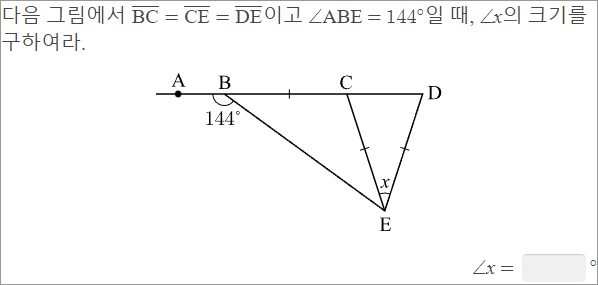 다음 그림에서 BC = CE = DE이고 ∠ABE = 144°일 때, ∠x의 크기를
구하여라.
A B C D
144°
x
E
∠x = °